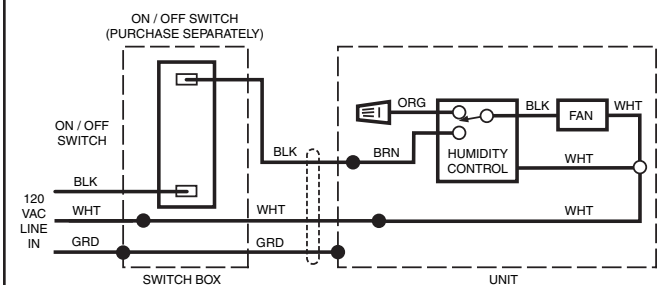 ON / OFF SWITCH
(PURCHASE SEPARATELY)
ORG
BLK
WHT
FAN
ON / OFF
SWITCH
BLK
BRN
HUMIDITY
CONTROL
WHT
BLK
120
VAC
LINE
IN
WHT
WHT
WHT
GRD
GRD
SWITCH BOX
UNIT